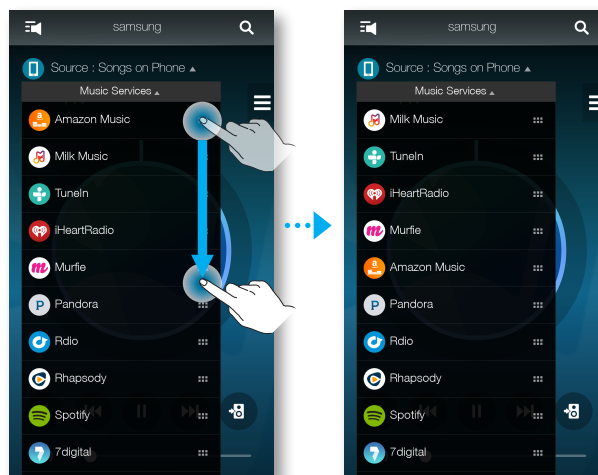 samsung
Source : Songs on Phone
Music Services
Amazon Music
Milk Music
TuneIn
iHeartRadio
Murfie
Pandora
Rdio
Rhapsody
Spotify
7digital
samsung
Source : Songs on Phone
Music Services
Milk Music
TuneIn
iHeartRadio
Murfie
Amazon Music
Pandora
Rdio
Rhapsody
Spotify
7digital